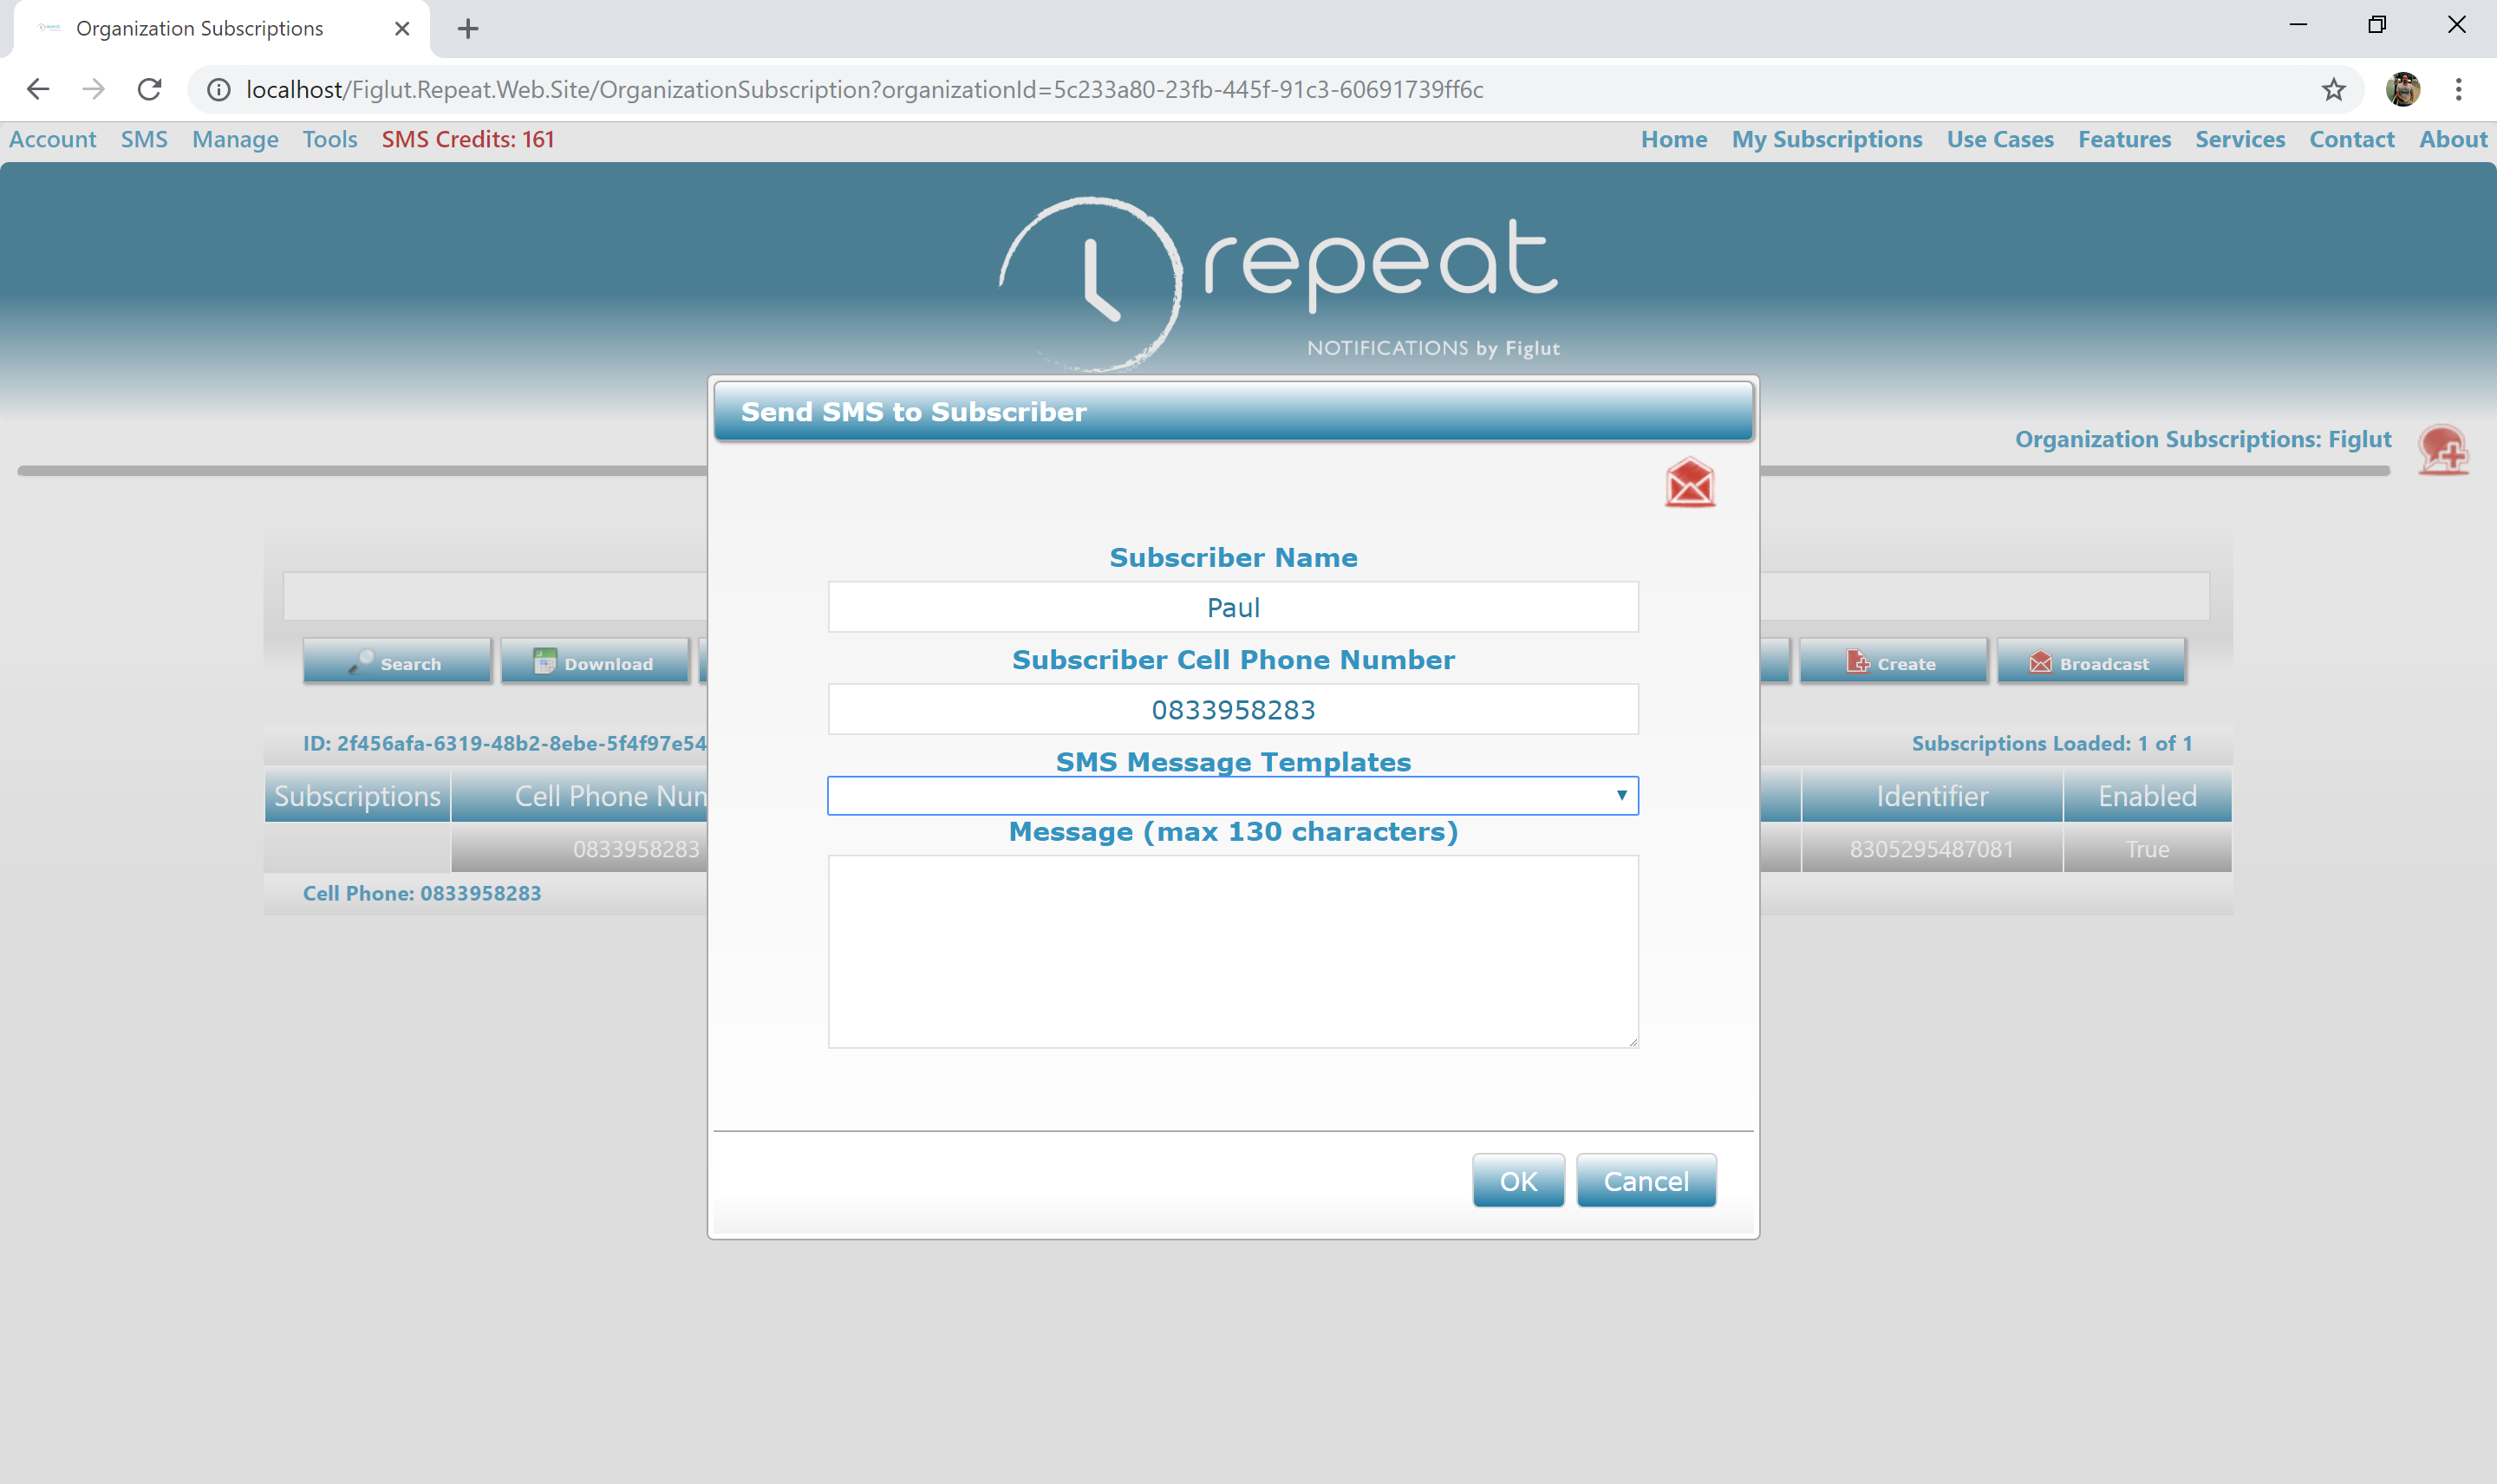 Organization Subscriptions
localhost/Figlut.Repeat.Web.Site/OrganizationSubscription?organizationId=5c233a80-23fb-445f-91c3-60691739ff6c
Account SMS Manage Tools SMS Credits: 161 Home My Subscriptions Use Cases Features Services Contact About
repeat
NOTIFICATIONS by Figlut
Organization Subscriptions: Figlut
Send SMS to Subscriber
Subscriber Name
Paul
Subscriber Cell Phone Number
0833958283
SMS Message Templates
Message (max 130 characters)
OK Cancel
Search Download Create Broadcast
ID: 2f456afa-6319-48b2-8ebe-5f4f97e54 Subscriptions Loaded: 1 of 1
Subscriptions Cell Phone Num Identifier Enabled
0833958283 8305295487081 True
Cell Phone: 0833958283